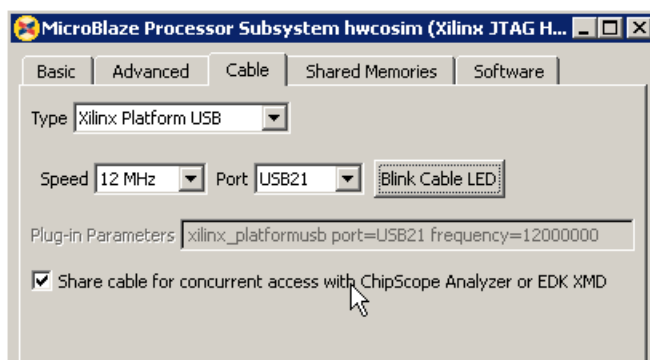 MicroBlaze Processor Subsystem hwcosim (Xilinx JTAG H...
Basic Advanced Cable Shared Memories Software
Type Xilinx Platform USB
Speed 12 MHz Port USB21 Blink Cable LED
Plug-in Parameters xilinx_platformusb port=USB21 frequency=12000000
Share cable for concurrent access with ChipScope Analyzer or EDK XMD